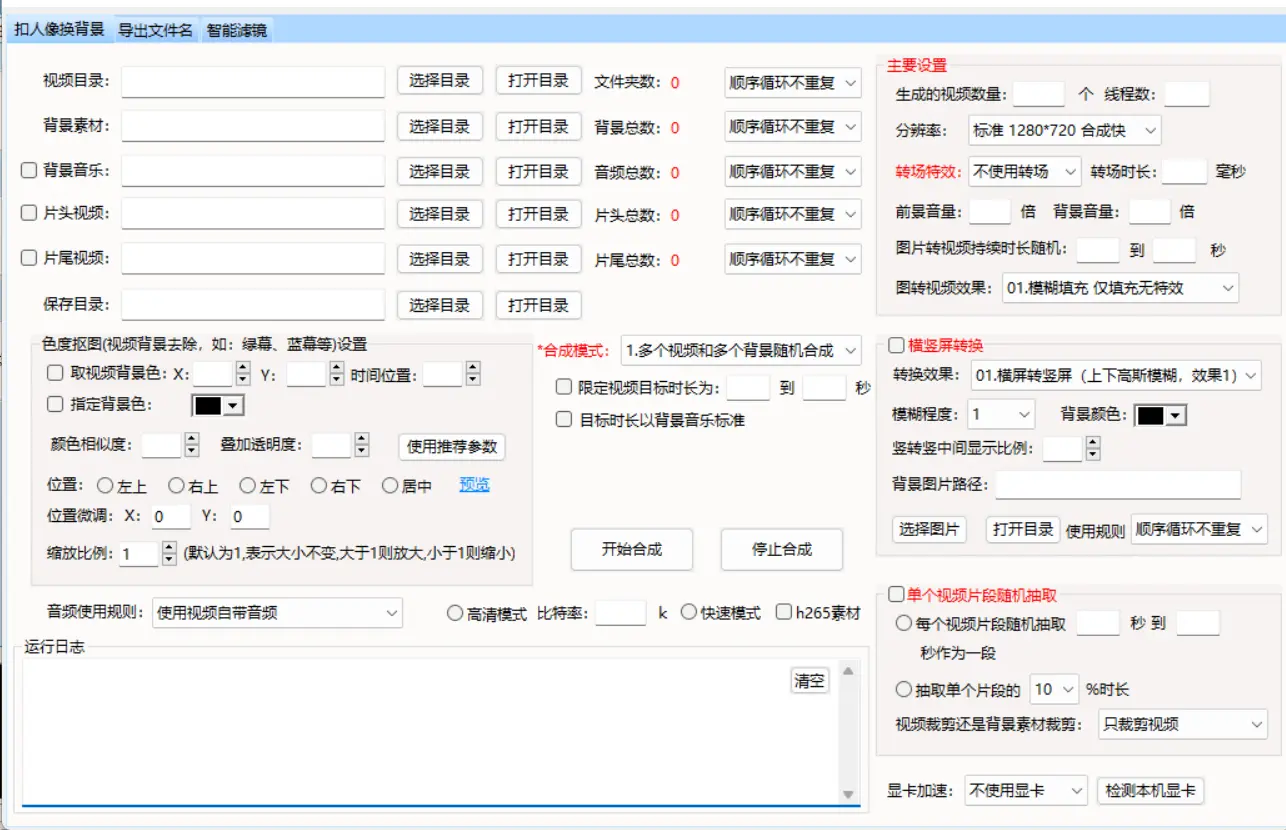 扣人像换背景 导出文件名 智能滤镜
视频目录: 选择目录 打开目录 文件夹数: 0 顺序循环不重复
背景素材: 选择目录 打开目录 背景总数: 0 顺序循环不重复
背景音乐: 选择目录 打开目录 音频总数: 0 顺序循环不重复
片头视频: 选择目录 打开目录 片头总数: 0 顺序循环不重复
片尾视频: 选择目录 打开目录 片尾总数: 0 顺序循环不重复
保存目录: 选择目录 打开目录
色度抠图(视频背景去除，如：绿幕、蓝幕等)设置
取视频背景色: X: Y: 时间位置:
指定背景色:
颜色相似度: 叠加透明度: 使用推荐参数
位置: 左上 右上 左下 右下 居中 预览
位置微调: X: 0 Y: 0
缩放比例: 1 (默认为1,表示大小不变,大于1则放大,小于1则缩小)
*合成模式: 1.多个视频和多个背景随机合成
限定视频目标时长为: 到 秒
目标时长以背景音乐标准
开始合成 停止合成
音频使用规则: 使用视频自带音频 高清模式 比特率: k 快速模式 h265素材
运行日志
清空
主要设置
生成的视频数量: 个 线程数:
分辨率: 标准 1280*720 合成快
转场特效: 不使用转场 转场时长: 毫秒
前景音量: 倍 背景音量: 倍
图片转视频持续时长随机: 到 秒
图转视频效果: 01.模糊填充 仅填充无特效
横竖屏转换
转换效果: 01.横屏转竖屏（上下高斯模糊，效果1）
模糊程度: 1 背景颜色:
竖转竖中间显示比例:
背景图片路径:
选择图片 打开目录 使用规则 顺序循环不重复
单个视频片段随机抽取
每个视频片段随机抽取 秒 到
秒作为一段
抽取单个片段的 10 %时长
视频裁剪还是背景素材裁剪: 只裁剪视频
显卡加速: 不使用显卡 检测本机显卡